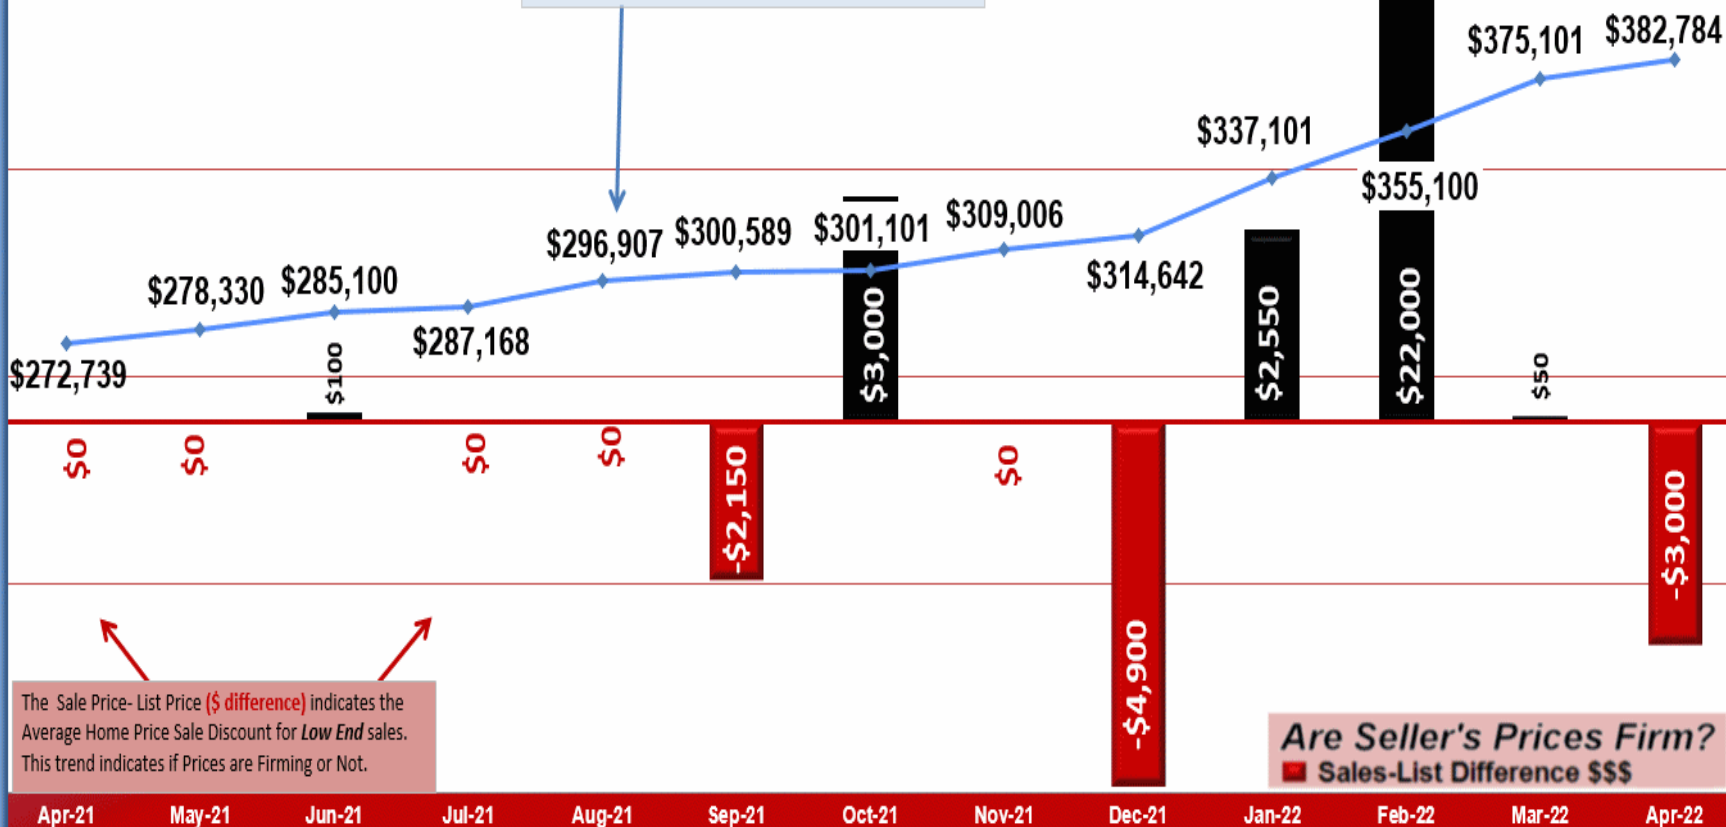 $375,101 $382,784
$337,101
$355,100
$296,907 $300,589 $301,101 $309,006
$314,642
$278,330 $285,100
$287,168
$272,739
$100
$3,000
$2,550
$22,000
$50
$0
$0
$0
$0
-$2,150
$0
-$4,900
-$3,000
The Sale Price- List Price ($ difference) indicates the
Average Home Price Sale Discount for Low End sales.
This trend indicates if Prices are Firming or Not.
Are Seller's Prices Firm?
Sales-List Difference $$$
Apr-21 May-21 Jun-21 Jul-21 Aug-21 Sep-21 Oct-21 Nov-21 Dec-21 Jan-22 Feb-22 Mar-22 Apr-22